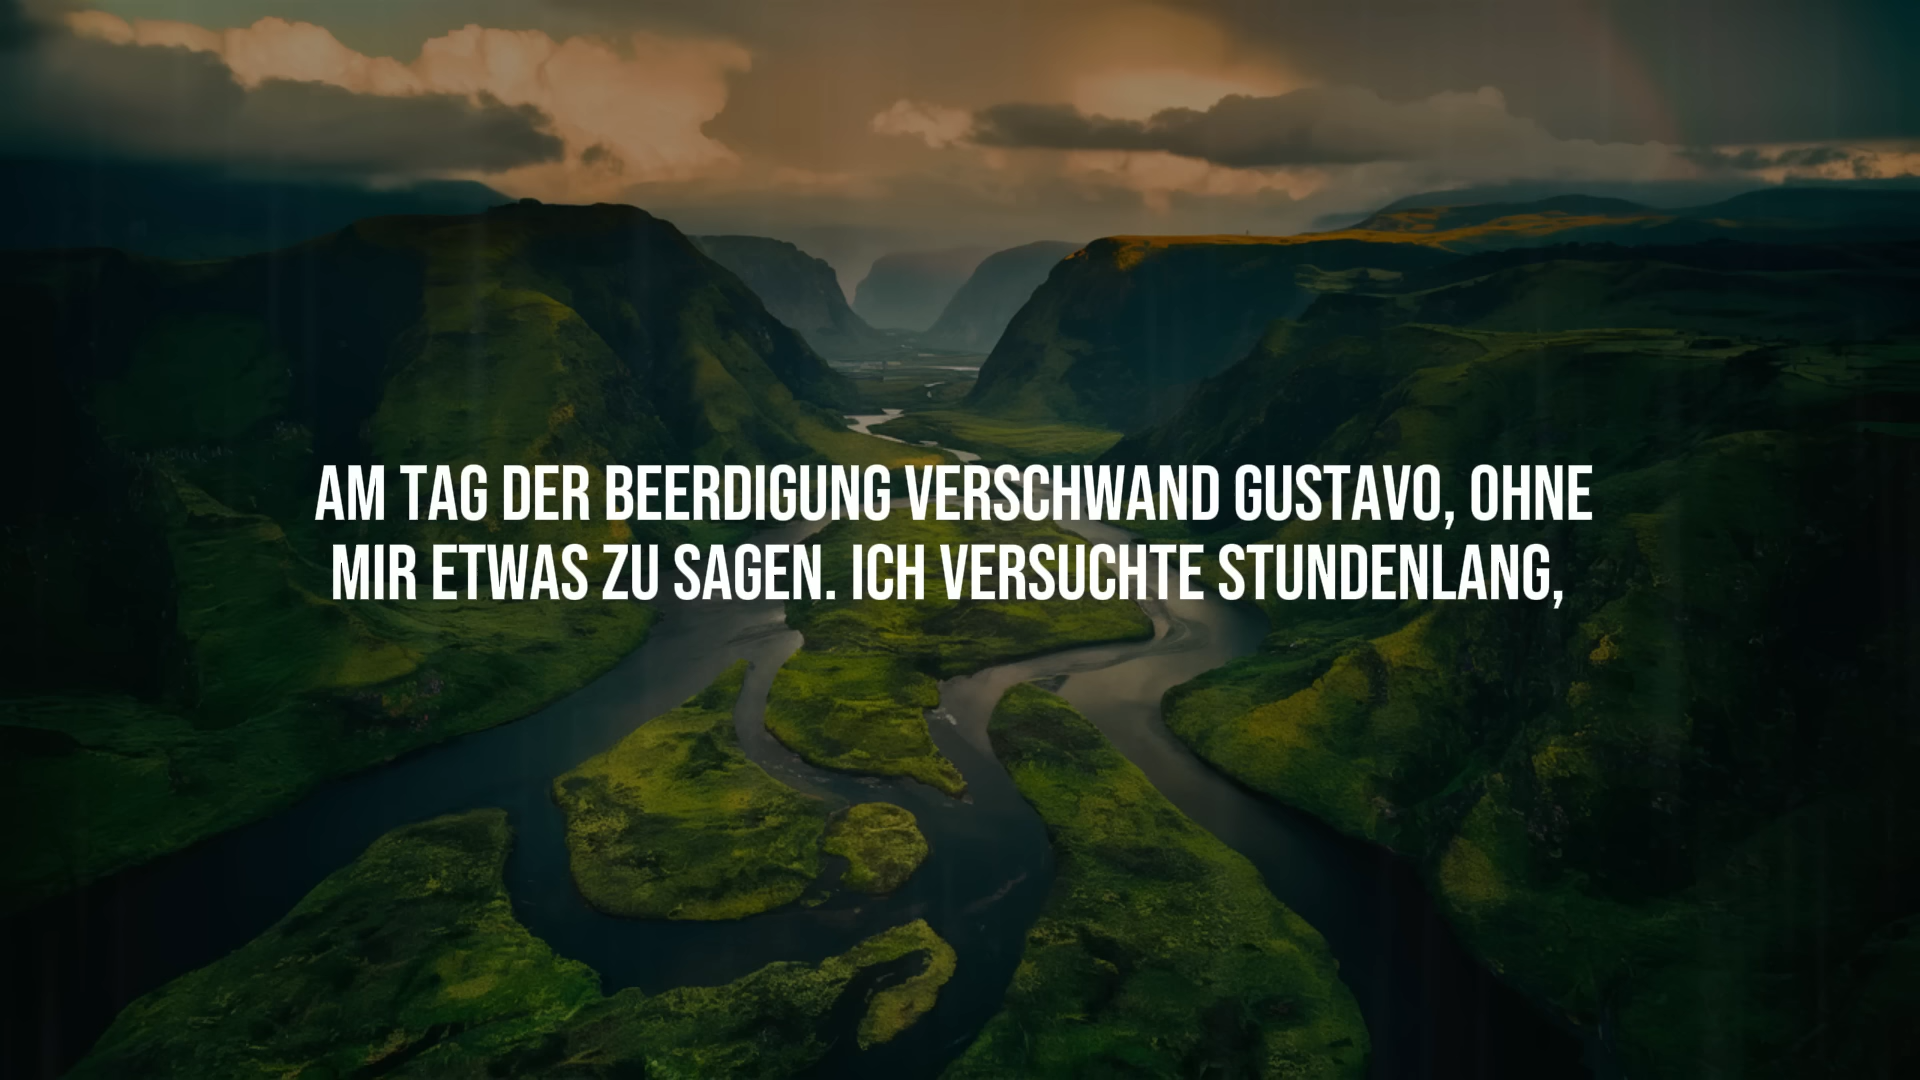 AM TAG DER BEERDIGUNG VERSCHWAND GUSTAVO, OHNE
MIR ETWAS ZU SAGEN. ICH VERSUCHTE STUNDENLANG,